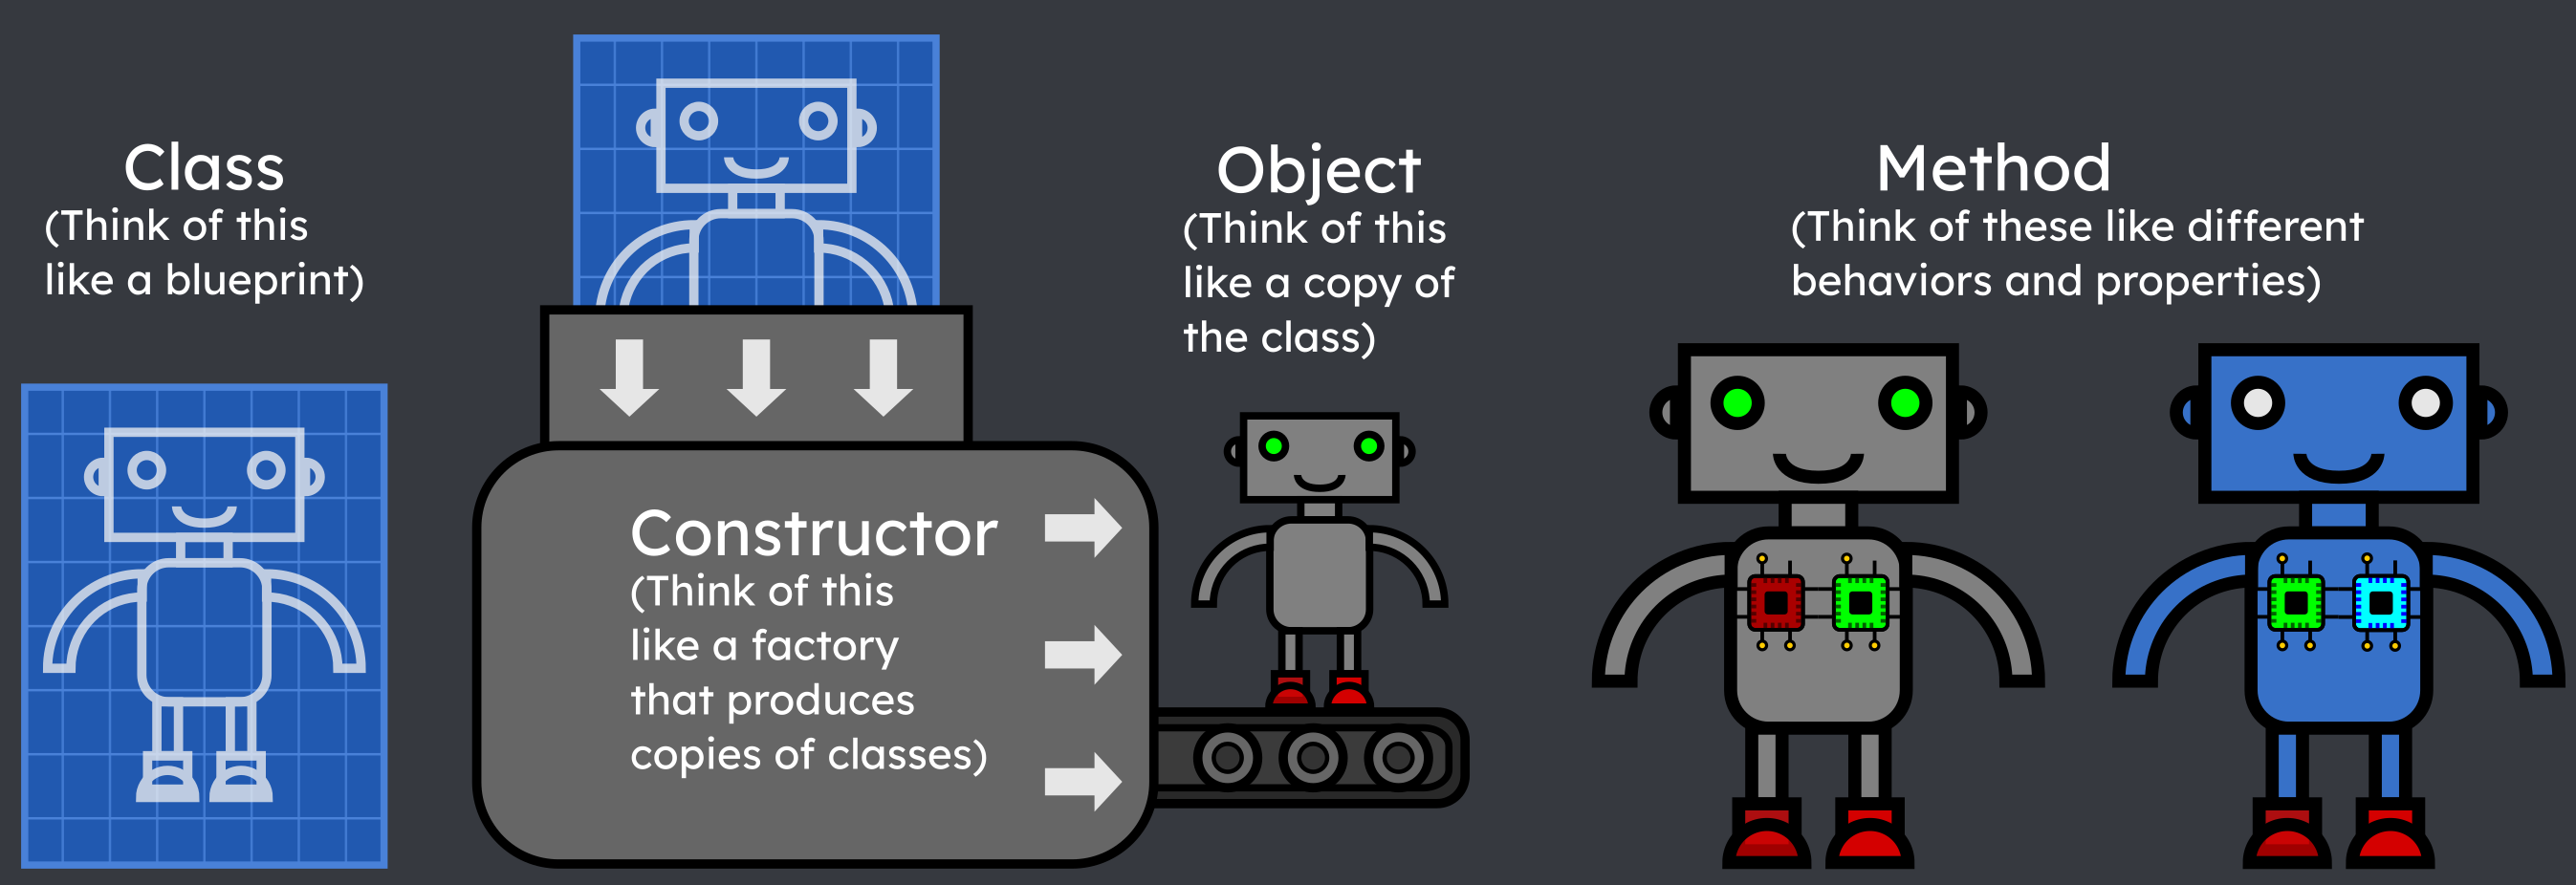 Class
(Think of this
like a blueprint)
Constructor
(Think of this
like a factory
that produces
copies of classes)
Object
(Think of this
like a copy of
the class)
Method
(Think of these like different
behaviors and properties)